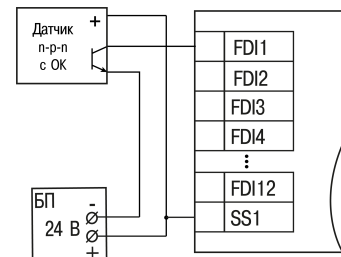 Датчик
n-p-n
с ОК
+
FDI1
FDI2
FDI3
FDI4
FDI12
SS1
БП
24 В
-
+